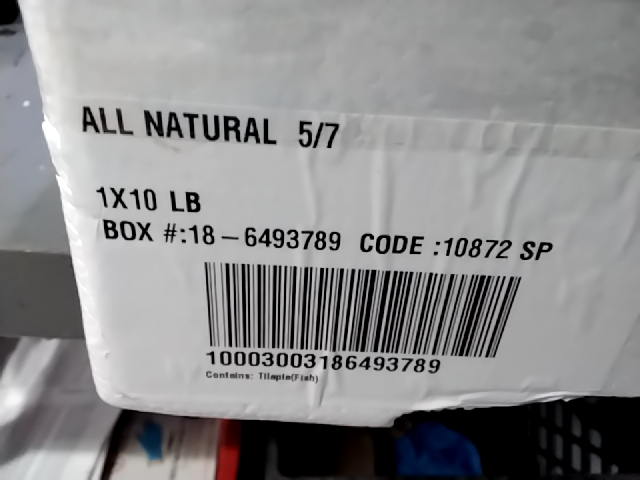 ALL NATURAL 5/7
1X10 LB
BOX #:18-6493789 CODE :10872 SP
10003003186493789
Contains: Tilapia(Fish)